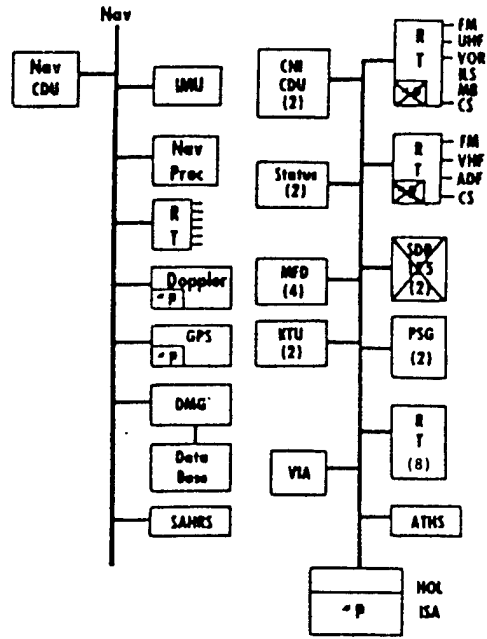 Nav
Nav
CDU
IMU
Nav
Proc
R
T
Doppler
P
GPS
P
DMG
Data
Base
SAHRS
CNI
CDU
(2)
Status
(2)
MFD
(4)
KTU
(2)
VIA
R
T
FM
UHF
VOR
ILS
MB
CS
R
T
FM
VHF
ADF
CS
SDR
(2)
PSG
(2)
R
T
(8)
ATHS
P
HOL
ISA